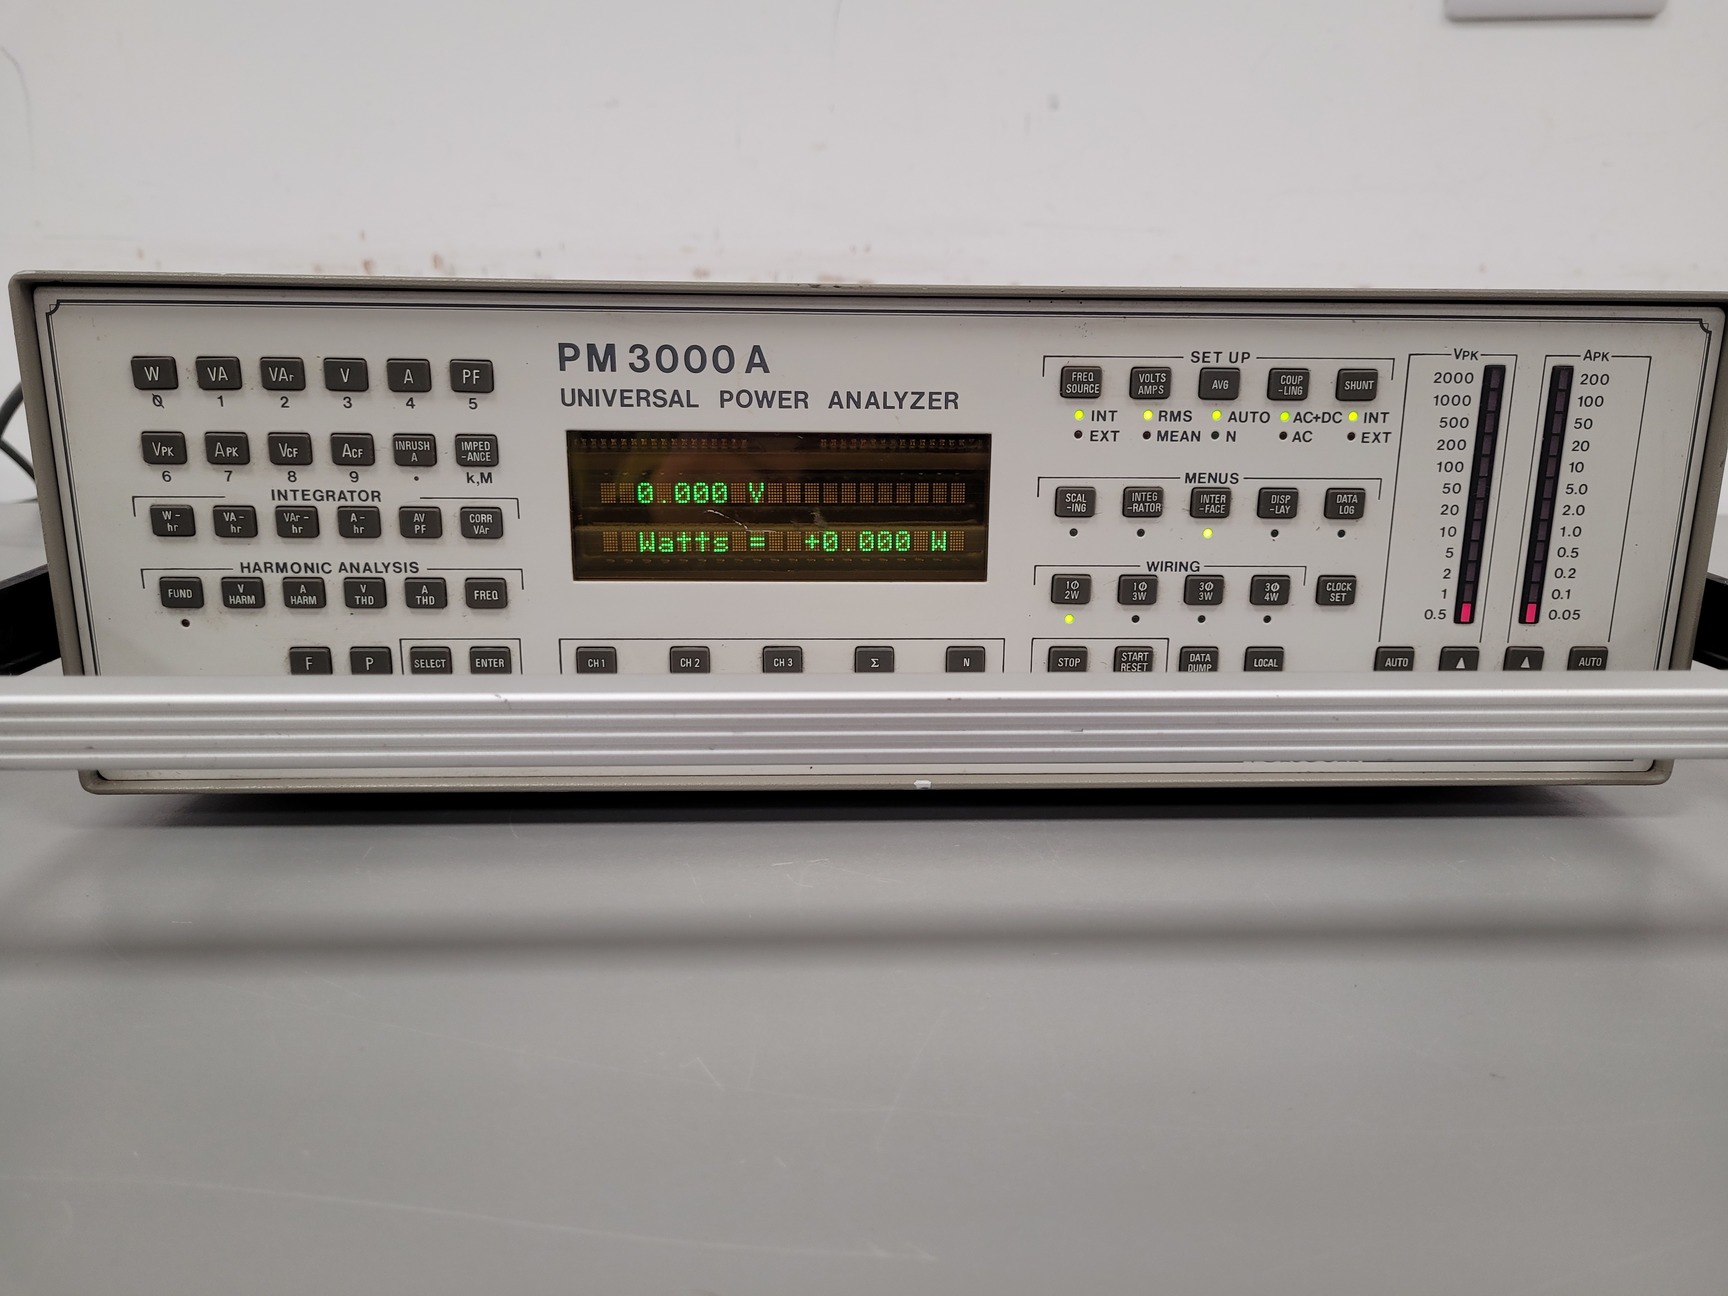 PM3000A
UNIVERSAL POWER ANALYZER
W VA VAr V A PF
0 1 2 3 4 5
VPK APK VCF ACF INRUSH A IMPED-ANCE
6 7 8 9 . k,M
INTEGRATOR
W-hr VA-hr VAr-hr A-hr AV PF CORR VAr
HARMONIC ANALYSIS
FUND V HARM A HARM V THD A THD FREQ
F P SELECT ENTER
0.000 V
Watts = +0.000 W
CH1 CH2 CH3 Σ N
SET UP
FREQ SOURCE VOLTS AMPS AVG COUP-LING SHUNT
INT RMS AUTO AC+DC INT
EXT MEAN N AC EXT
MENUS
SCAL-ING INTEG-RATOR INTER-FACE DISP-LAY DATA LOG
WIRING
1Ø 2W 1Ø 3W 3Ø 3W 3Ø 4W CLOCK SET
STOP START RESET DATA DUMP LOCAL
VPK APK
2000 200
1000 100
500 50
200 20
100 10
50 5.0
20 2.0
10 1.0
5 0.5
2 0.2
1 0.1
0.5 0.05
AUTO ▲ ▲ AUTO